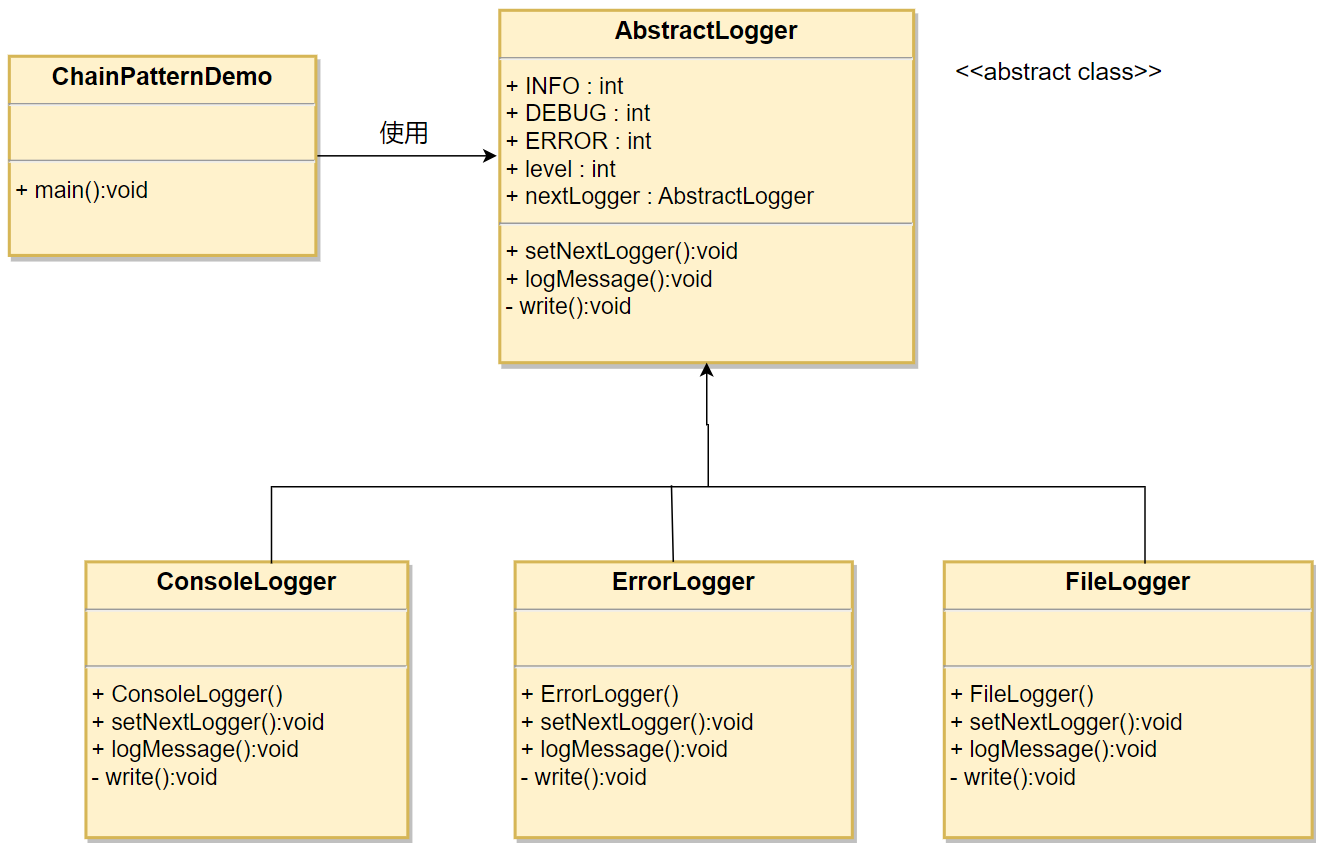 ChainPatternDemo
+ main():void
使用
AbstractLogger
+ INFO : int
+ DEBUG : int
+ ERROR : int
+ level : int
+ nextLogger : AbstractLogger
+ setNextLogger():void
+ logMessage():void
- write():void
<<abstract class>>
ConsoleLogger
+ ConsoleLogger()
+ setNextLogger():void
+ logMessage():void
- write():void
ErrorLogger
+ ErrorLogger()
+ setNextLogger():void
+ logMessage():void
- write():void
FileLogger
+ FileLogger()
+ setNextLogger():void
+ logMessage():void
- write():void